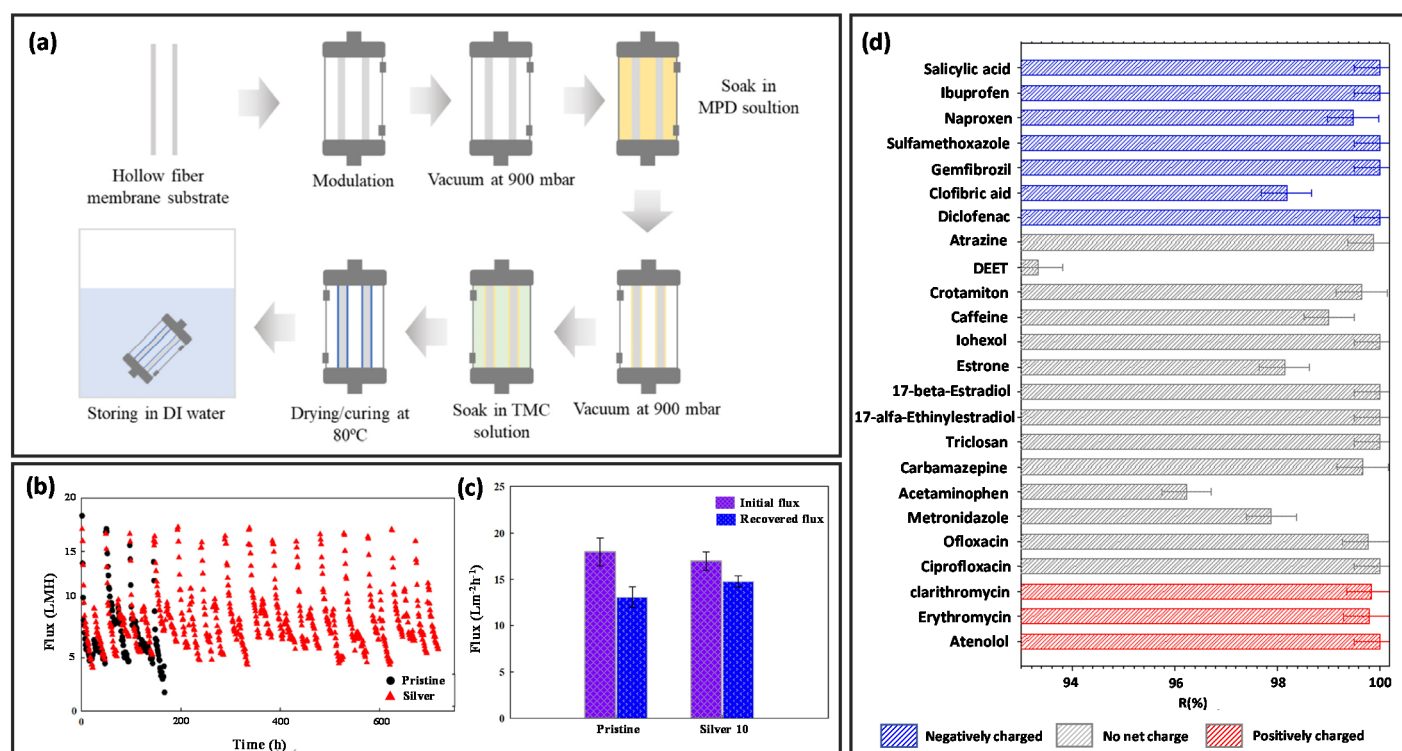 (a)
Hollow fiber
membrane substrate
Modulation
Vacuum at 900 mbar
Soak in
MPD soultion
Storing in DI water
Drying/curing at
80°C
Soak in TMC
solution
Vacuum at 900 mbar
(b)
Flux (LMH)
20
15
10
5
0
0
200
400
600
Time (h)
Pristine
Silver
(c)
Flux (Lm-2h-1)
25
20
15
10
5
0
Initial flux
Recovered flux
Pristine
Silver 10
(d)
Salicylic acid
Ibuprofen
Naproxen
Sulfamethoxazole
Gemfibrozil
Clofibric aid
Diclofenac
Atrazine
DEET
Crotamiton
Caffeine
Iohexol
Estrone
17-beta-Estradiol
17-alfa-Ethinylestradiol
Triclosan
Carbamazepine
Acetaminophen
Metronidazole
Ofloxacin
Ciprofloxacin
clarithromycin
Erythromycin
Atenolol
94
96
98
100
R(%)
Negatively charged
No net charge
Positively charged